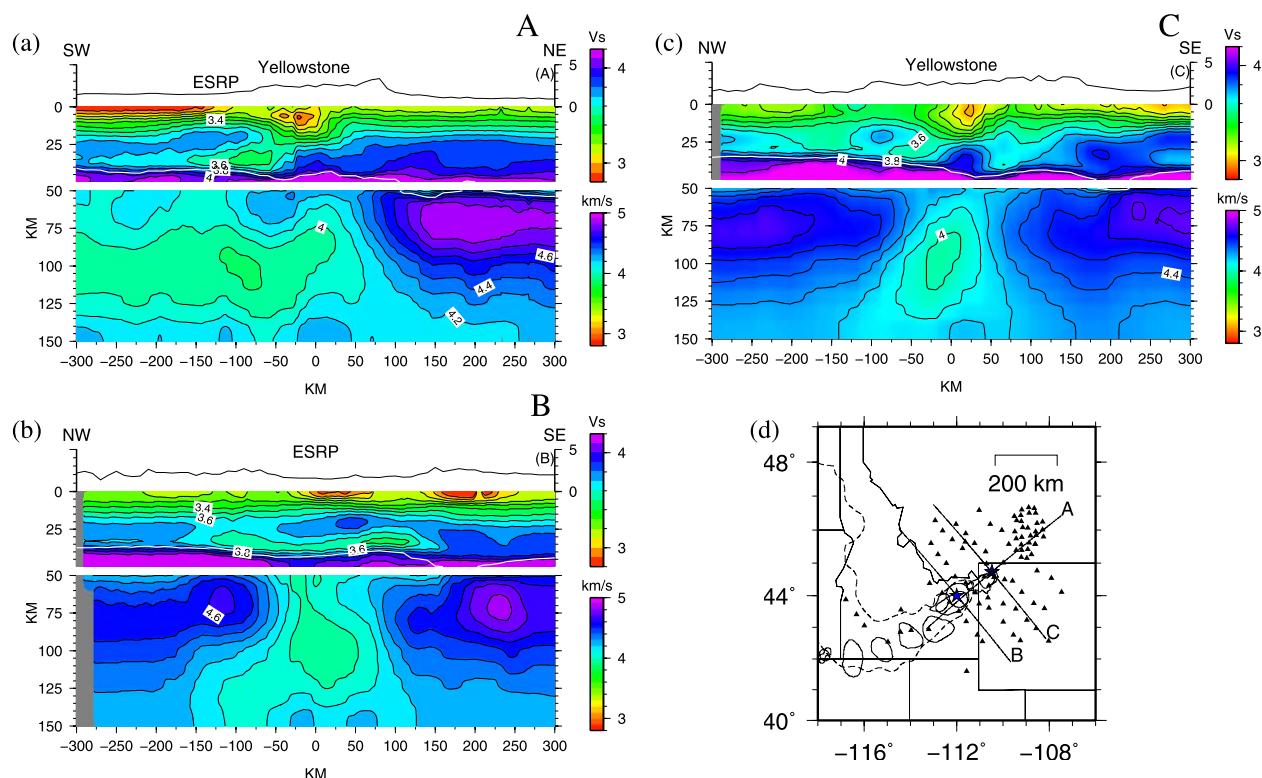 (a)
A
SW
NE
(A)
ESRP
Yellowstone
5
0
Vs
4
3
0
25
3.4
3.6
3.8
4
50
75
100
125
150
KM
4
4.6
4.4
4.2
km/s
5
4
3
−300 −250 −200 −150 −100 −50 0 50 100 150 200 250 300
KM
(c)
C
NW
SE
(C)
Yellowstone
5
0
Vs
4
3
0
25
3.6
4
3.8
50
75
100
125
150
KM
4
4.4
km/s
5
4
3
−300 −250 −200 −150 −100 −50 0 50 100 150 200 250 300
KM
(b)
B
NW
SE
(B)
ESRP
5
0
Vs
4
3
0
25
3.4
3.6
3.8
3.6
50
75
100
125
150
KM
4.6
km/s
5
4
3
−300 −250 −200 −150 −100 −50 0 50 100 150 200 250 300
KM
(d)
48˚
44˚
40˚
200 km
A
C
B
−116˚ −112˚ −108˚